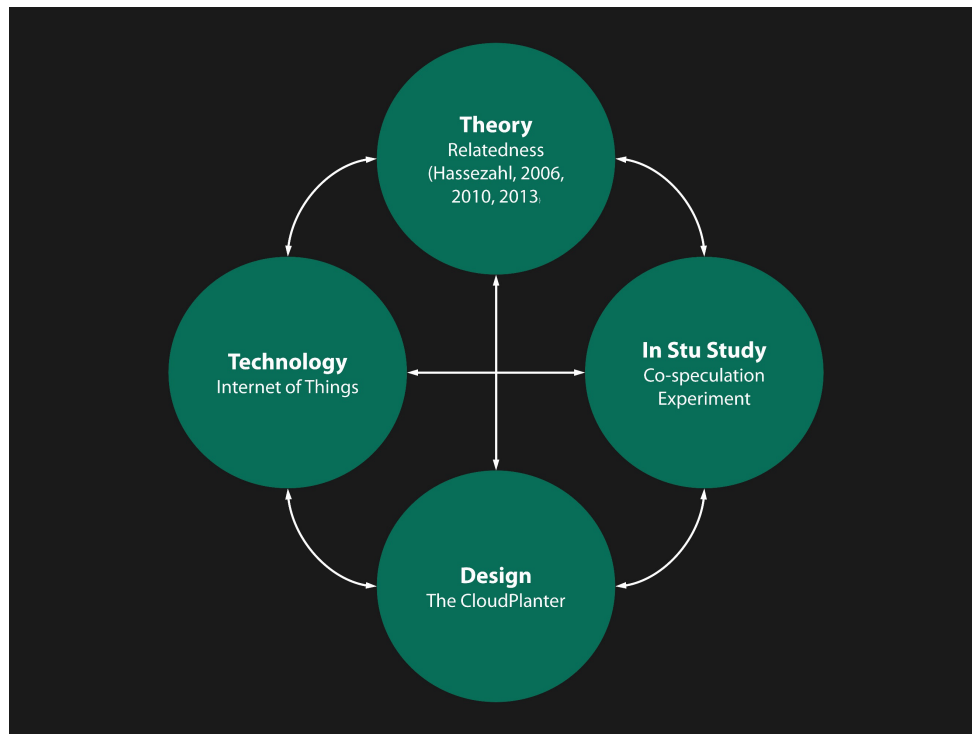 Theory
Relatedness
(Hassezahl, 2006,
2010, 2013)
Technology
Internet of Things
In Stu Study
Co-speculation
Experiment
Design
The CloudPlanter